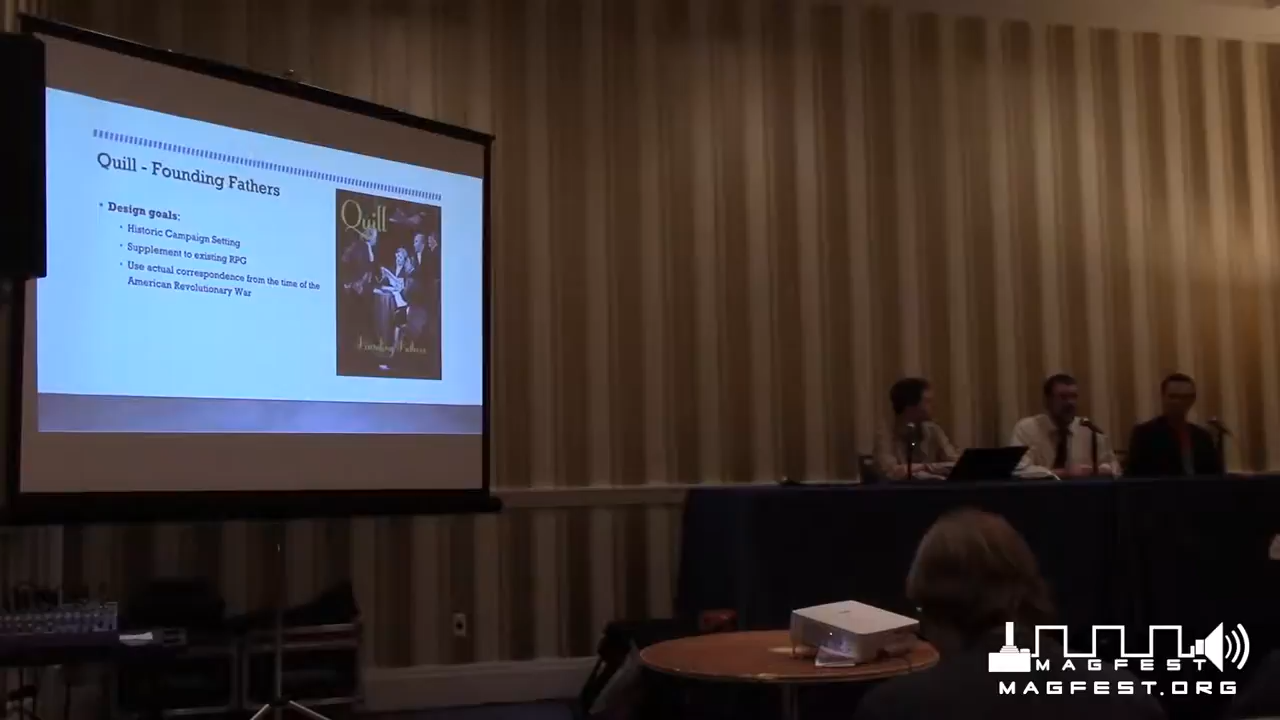 Quill - Founding Fathers
• Design goals:
• Historic Campaign Setting
• Supplement to existing RPG
• Use actual correspondence from the time of the
American Revolutionary War
Quill
Founding Fathers
MAGFEST
MAGFEST.ORG